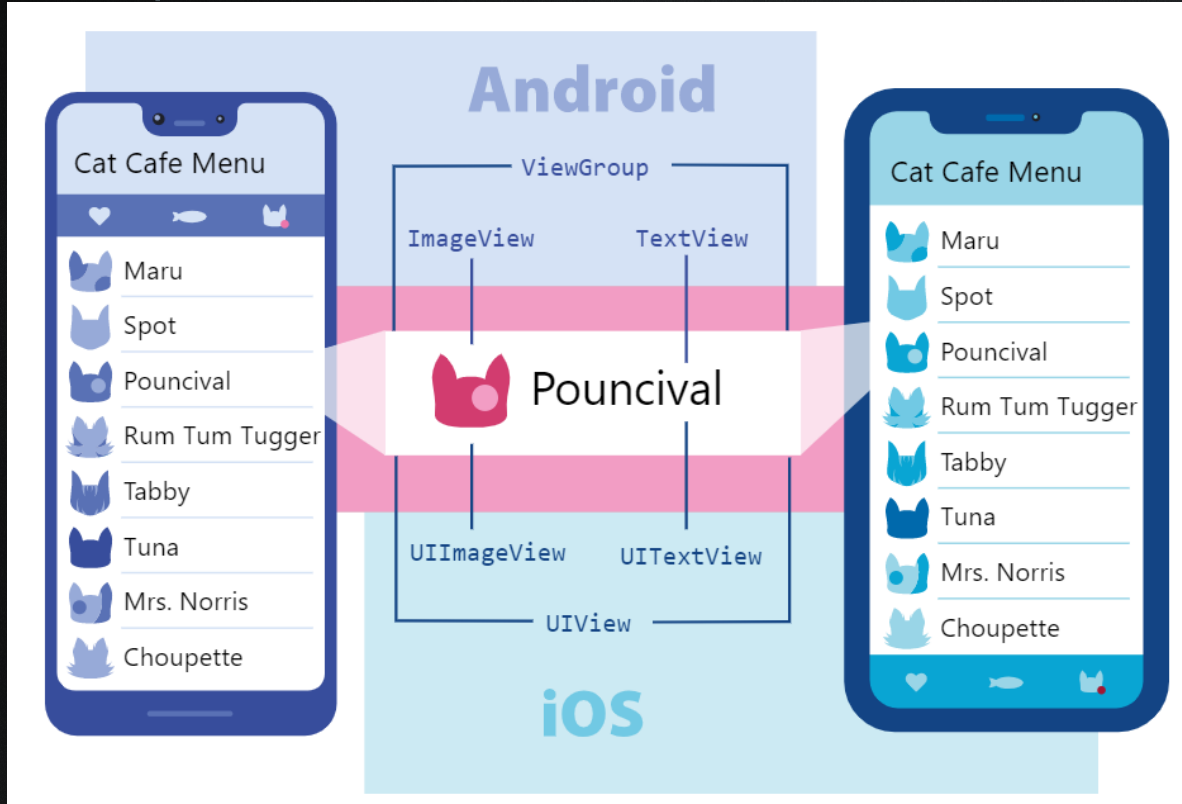 Android
Cat Cafe Menu
Maru
Spot
Pouncival
Rum Tum Tugger
Tabby
Tuna
Mrs. Norris
Choupette
ViewGroup
ImageView TextView
Pouncival
UIImageView UITextView
UIView
iOS
Cat Cafe Menu
Maru
Spot
Pouncival
Rum Tum Tugger
Tabby
Tuna
Mrs. Norris
Choupette